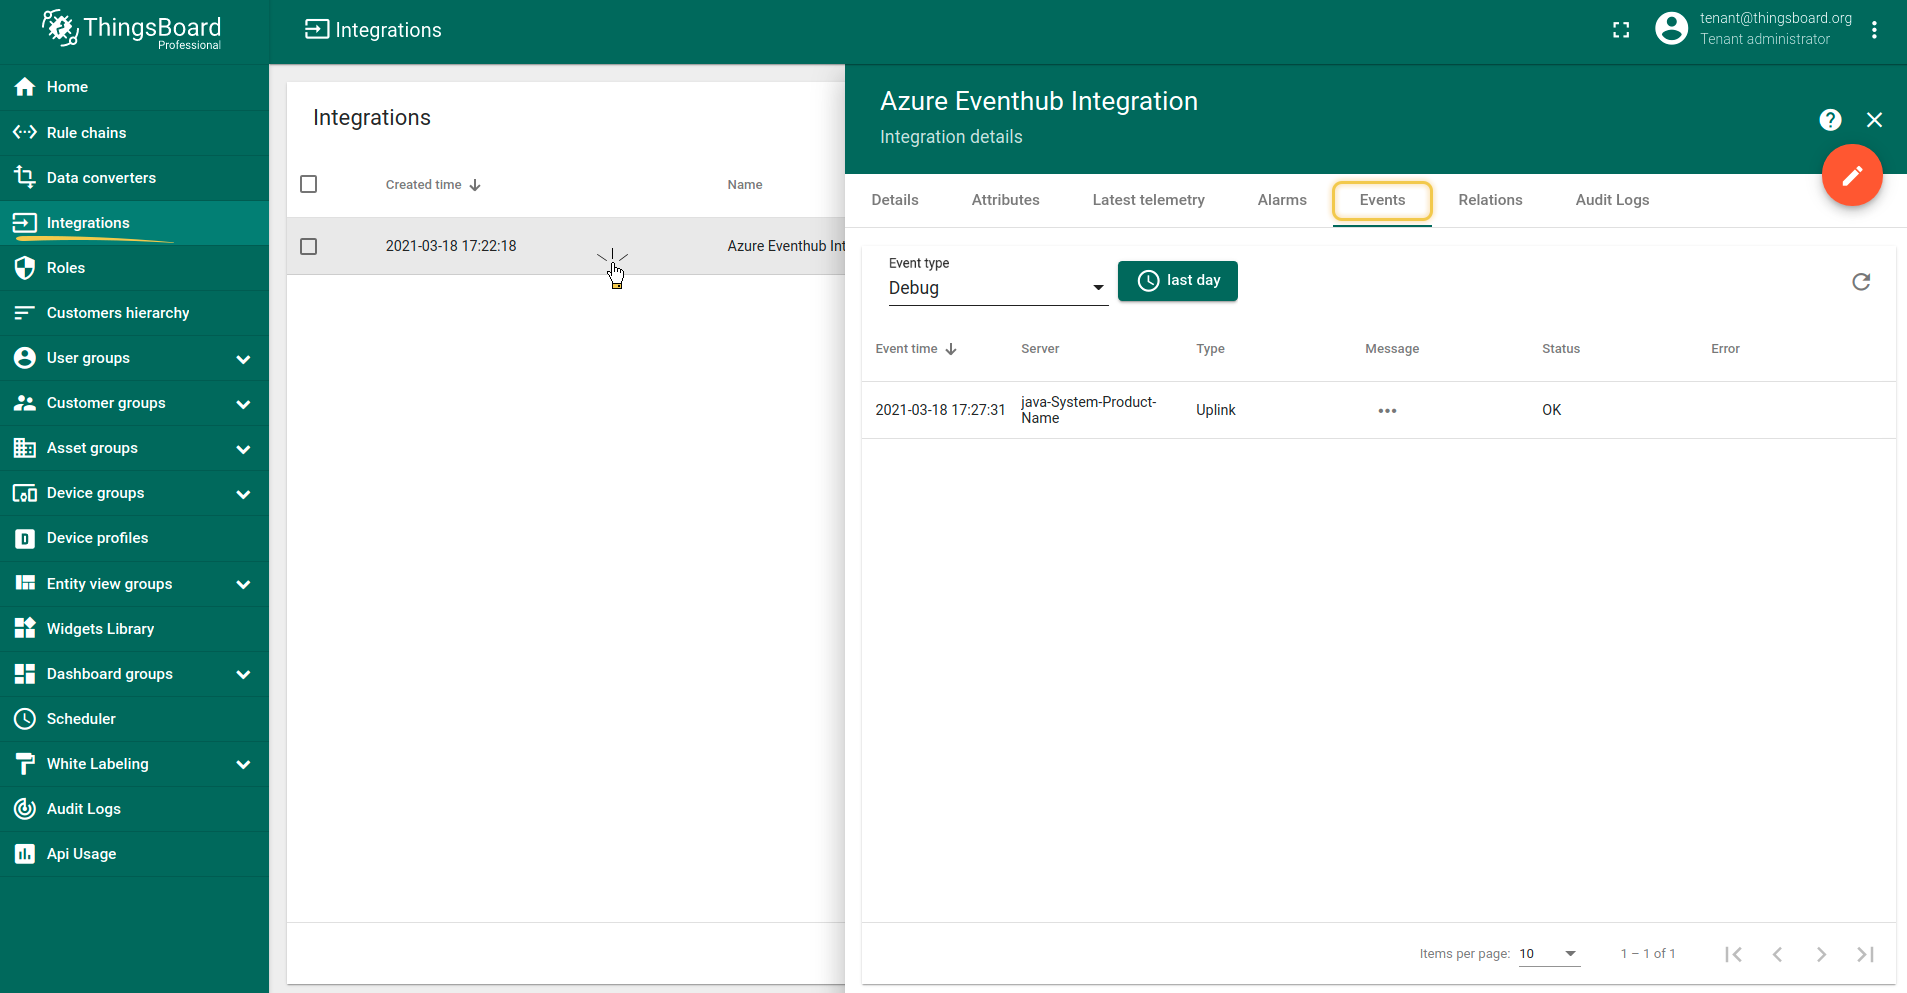 ThingsBoard
Professional
Integrations
tenant@thingsboard.org
Tenant administrator
Home
Rule chains
Data converters
Integrations
Roles
Customers hierarchy
User groups
Customer groups
Asset groups
Device groups
Device profiles
Entity view groups
Widgets Library
Dashboard groups
Scheduler
White Labeling
Audit Logs
Api Usage
Integrations
Created time Name
2021-03-18 17:22:18 Azure Eventhub Int
Azure Eventhub Integration
Integration details
Details Attributes Latest telemetry Alarms Events Relations Audit Logs
Event type
Debug
last day
Event time Server Type Message Status Error
2021-03-18 17:27:31 java-System-Product-Name Uplink ••• OK
Items per page: 10 1 – 1 of 1